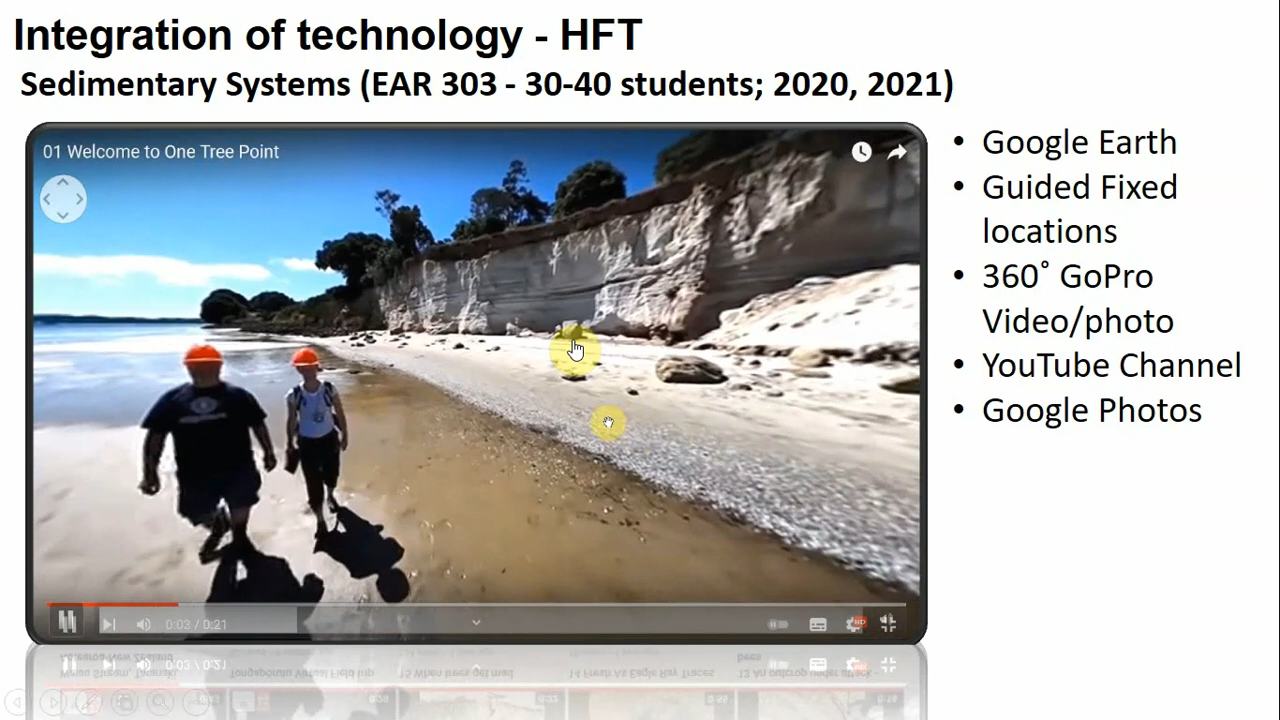 Integration of technology - HFT
Sedimentary Systems (EAR 303 - 30-40 students; 2020, 2021)
01 Welcome to One Tree Point
• Google Earth
• Guided Fixed
locations
• 360° GoPro
Video/photo
• YouTube Channel
• Google Photos
0:03 / 0:21
HD